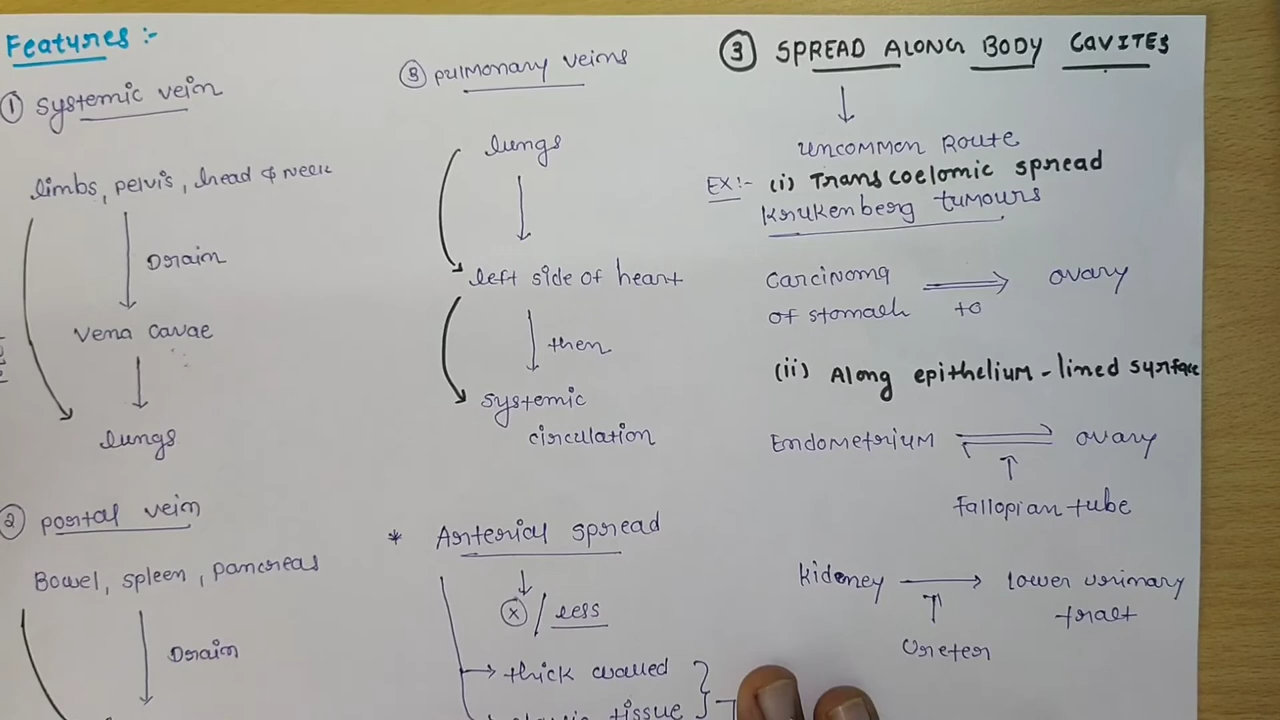 Features :-
① systemic vein
limbs, pelvis, head & neck
Drain
vena cavae
lungs
② portal vein
Bowel, spleen, pancreas
Drain
③ pulmonary veins
lungs
left side of heart
then
systemic
circulation
* Arterial spread
ⓧ / less
thick walled
tissue
③ SPREAD ALONG BODY CAVITES
uncommon Route
EX:- (i) Transcoelomic spread
Krukenberg tumours
Carcinoma ovary
of stomach to
(ii) Along epithelium-lined surface
Endometrium ovary
fallopian tube
kidney lower urinary
tract
Ureter